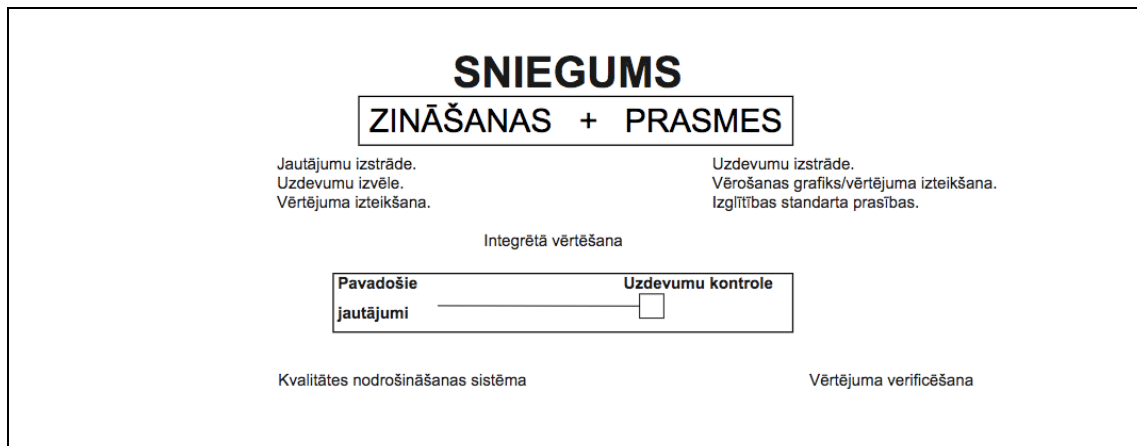 SNIEGUMS
ZINĀŠANAS + PRASMES
Jautājumu izstrāde.
Uzdevumu izvēle.
Vērtējuma izteikšana.
Uzdevumu izstrāde.
Vērošanas grafiks/vērtējuma izteikšana.
Izglītības standarta prasības.
Integrētā vērtēšana
Pavadošie
jautājumi
Uzdevumu kontrole
Kvalitātes nodrošināšanas sistēma
Vērtējuma verificēšana